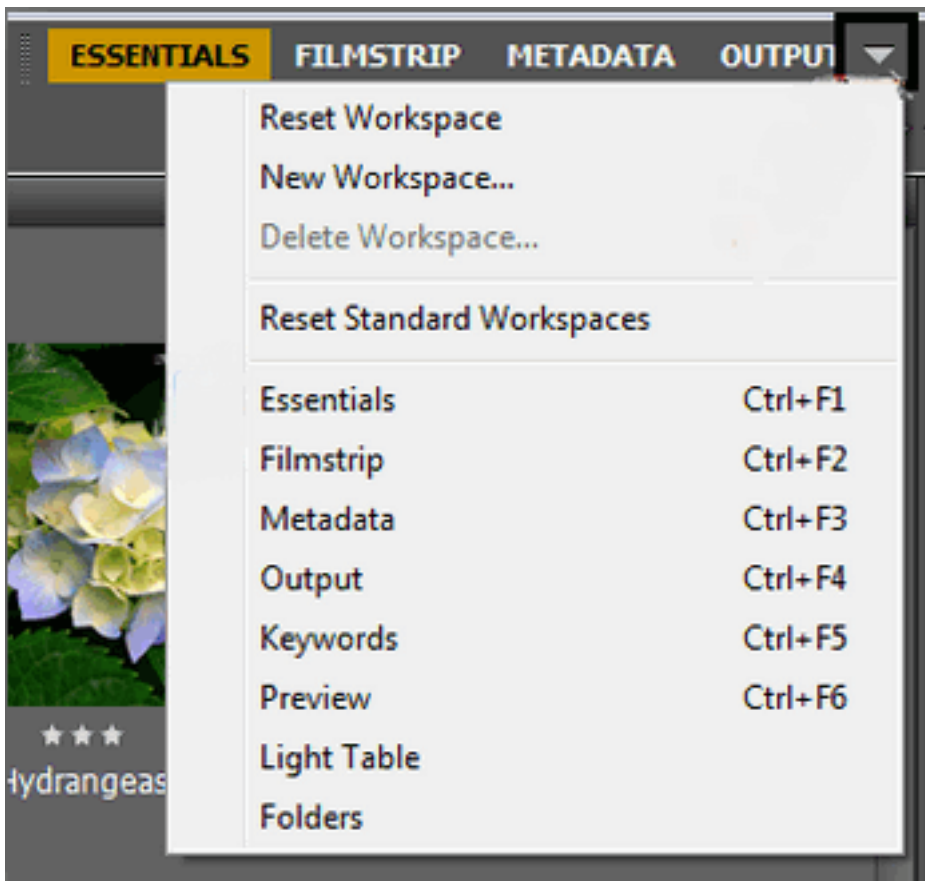 ESSENTIALS FILMSTRIP METADATA OUTPUT
Reset Workspace
New Workspace...
Delete Workspace...
Reset Standard Workspaces
Essentials Ctrl+F1
Filmstrip Ctrl+F2
Metadata Ctrl+F3
Output Ctrl+F4
Keywords Ctrl+F5
Preview Ctrl+F6
Light Table
Folders
Hydrangeas